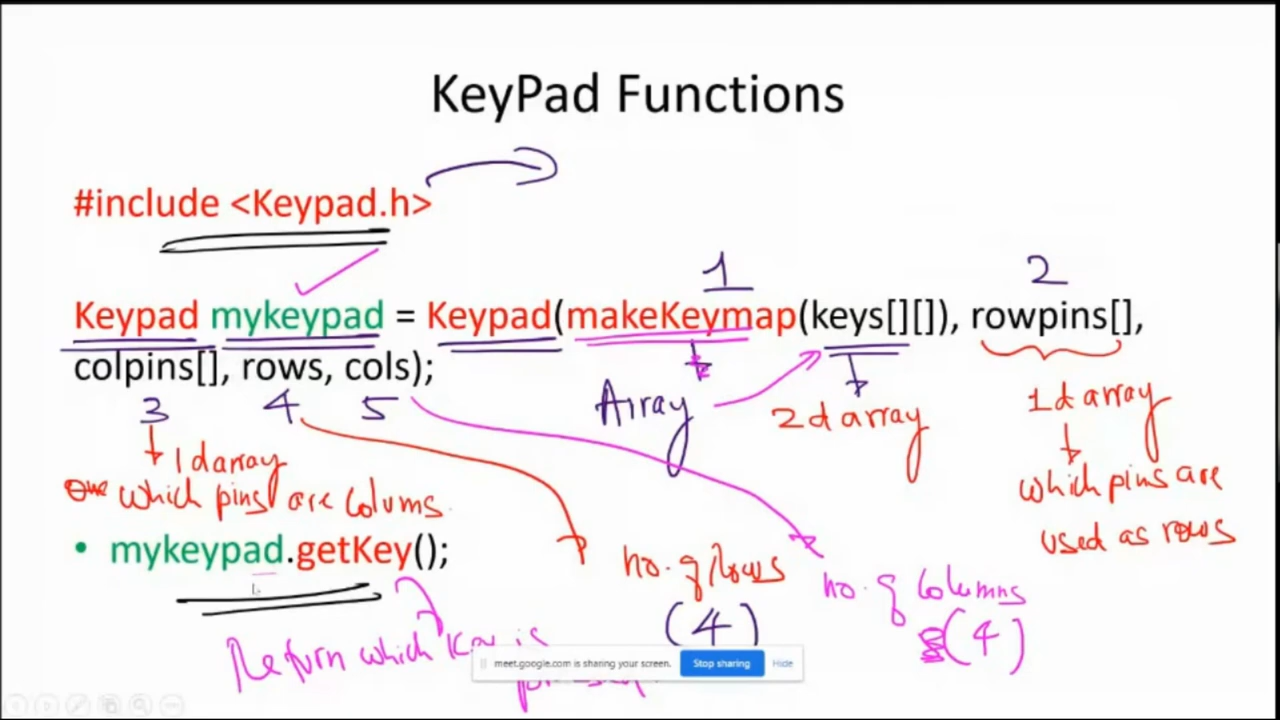 KeyPad Functions
#include <Keypad.h>
1
2
Keypad mykeypad = Keypad(makeKeymap(keys[][]), rowpins[],
colpins[], rows, cols);
3 4 5
Array
2d array
1d array
which pins are
used as rows
1d array
which pins are colums
• mykeypad.getKey();
no. of rows
(4)
no. of columns
(4)
Return which Key is
meet.google.com is sharing your screen. Stop sharing Hide